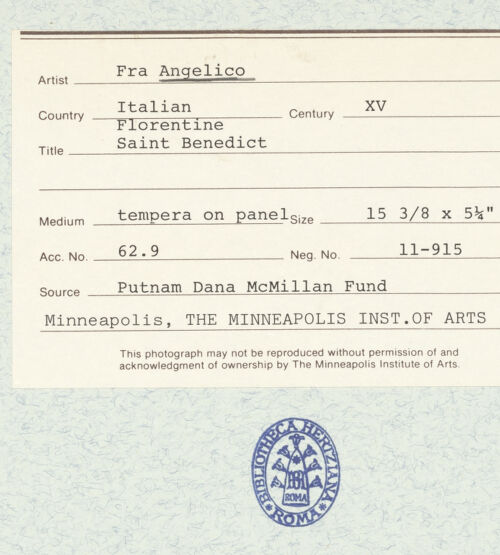 Artist Fra Angelico
Country Italian Century XV
Florentine
Title Saint Benedict
Medium tempera on panel Size 15 3/8 x 5¼"
Acc. No. 62.9 Neg. No. 11-915
Source Putnam Dana McMillan Fund
Minneapolis, THE MINNEAPOLIS INST.OF ARTS
This photograph may not be reproduced without permission of and
acknowledgment of ownership by The Minneapolis Institute of Arts.
BIBLIOTHECA HERTZIANA
ROMA
ROMA